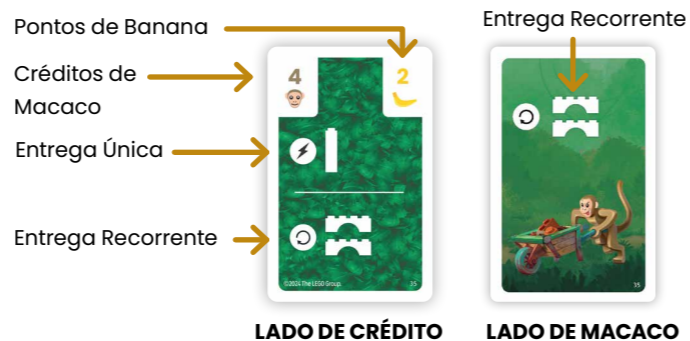 Pontos de Banana
Créditos de
Macaco
Entrega Única
Entrega Recorrente
4
2
©2024 The LEGO Group.
35
LADO DE CRÉDITO
Entrega Recorrente
35
LADO DE MACACO